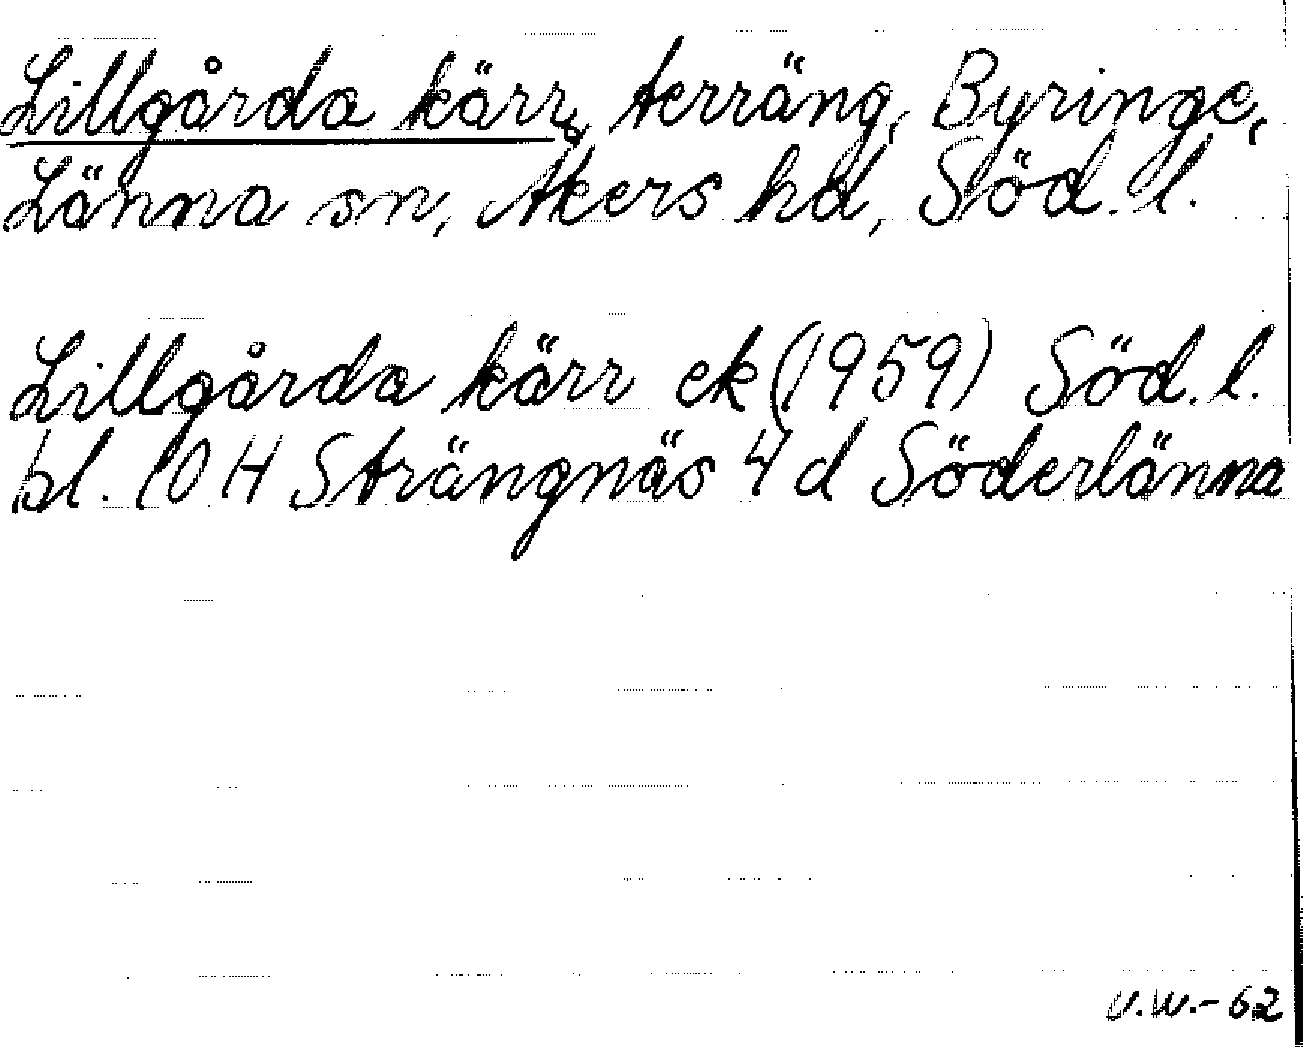 Lillgårda kärr, terräng, Byringe,
Länna sn, Åkers hd, Söd. l.
Lillgårda kärr ek (1959) Söd. l.
bl. 10 H Strängnäs 4 d Söderlänna
U.W.-62